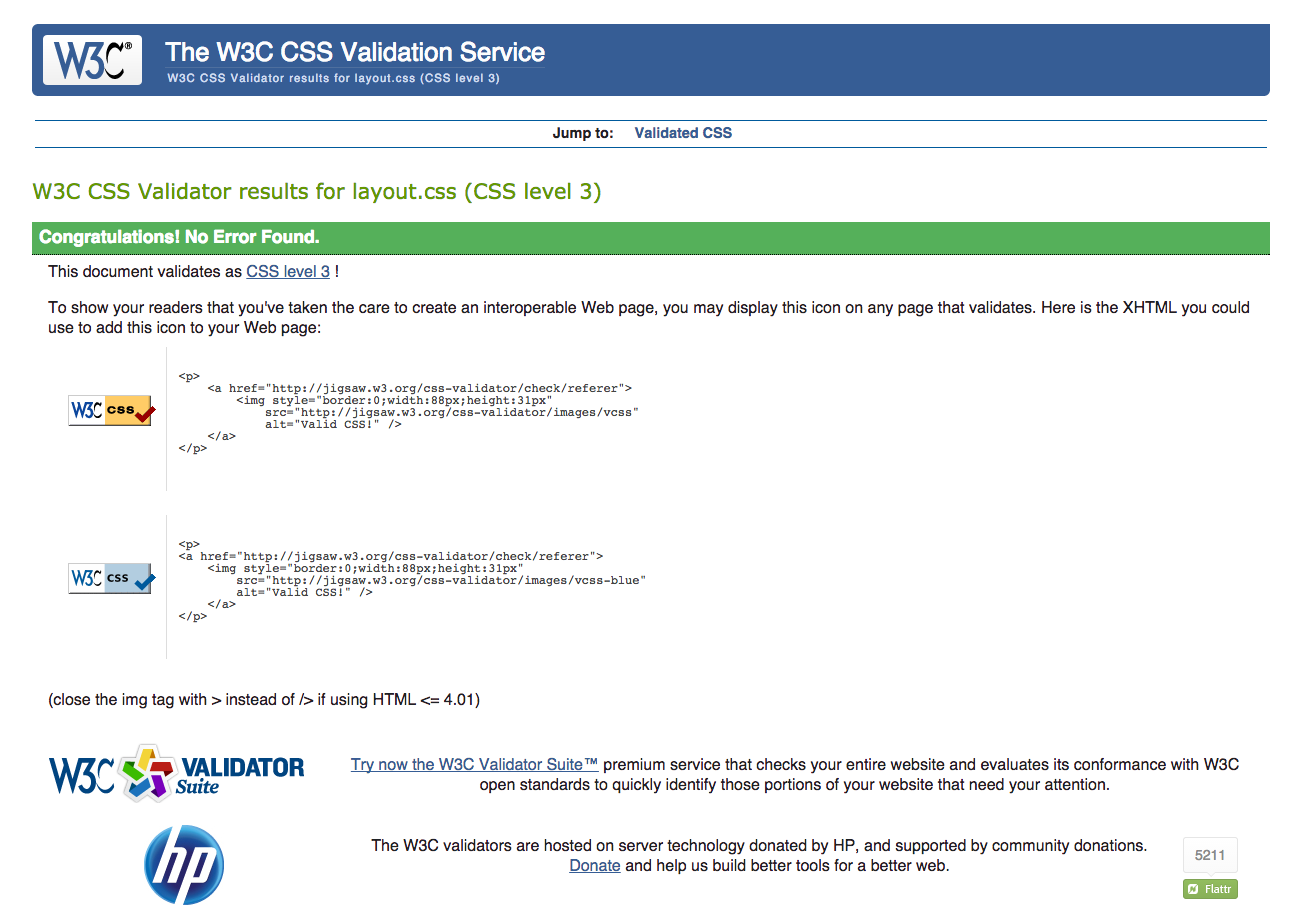 W3C®
The W3C CSS Validation Service
W3C CSS Validator results for layout.css (CSS level 3)
Jump to: Validated CSS
W3C CSS Validator results for layout.css (CSS level 3)
Congratulations! No Error Found.
This document validates as CSS level 3 !
To show your readers that you've taken the care to create an interoperable Web page, you may display this icon on any page that validates. Here is the XHTML you could
use to add this icon to your Web page:
W3C css
<p>
<a href="http://jigsaw.w3.org/css-validator/check/referer">
<img style="border:0;width:88px;height:31px"
src="http://jigsaw.w3.org/css-validator/images/vcss"
alt="Valid CSS!" />
</a>
</p>
W3C css
<p>
<a href="http://jigsaw.w3.org/css-validator/check/referer">
<img style="border:0;width:88px;height:31px"
src="http://jigsaw.w3.org/css-validator/images/vcss-blue"
alt="Valid CSS!" />
</a>
</p>
(close the img tag with > instead of /> if using HTML <= 4.01)
W3C VALIDATOR
Suite
Try now the W3C Validator Suite™ premium service that checks your entire website and evaluates its conformance with W3C
open standards to quickly identify those portions of your website that need your attention.
hp
The W3C validators are hosted on server technology donated by HP, and supported by community donations.
Donate and help us build better tools for a better web.
5211
Flattr